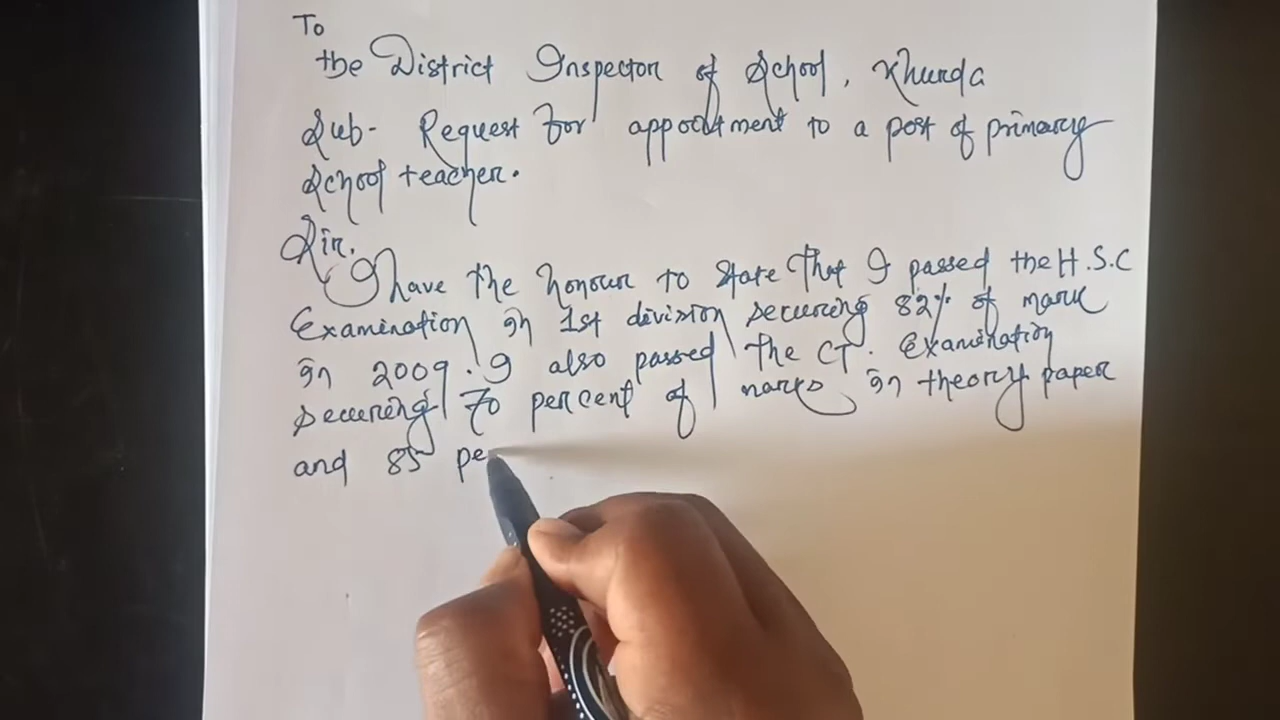 To
the District Inspector of School, Khurda
Sub- Request for appointment to a post of primary
School teacher.
Sir.
I have the honour to state that I passed the H.S.C
Examination in 1st division securing 82% of mark
in 2009. I also passed the CT. Examination
securing 70 percent of marks in theory paper
and 85 pe